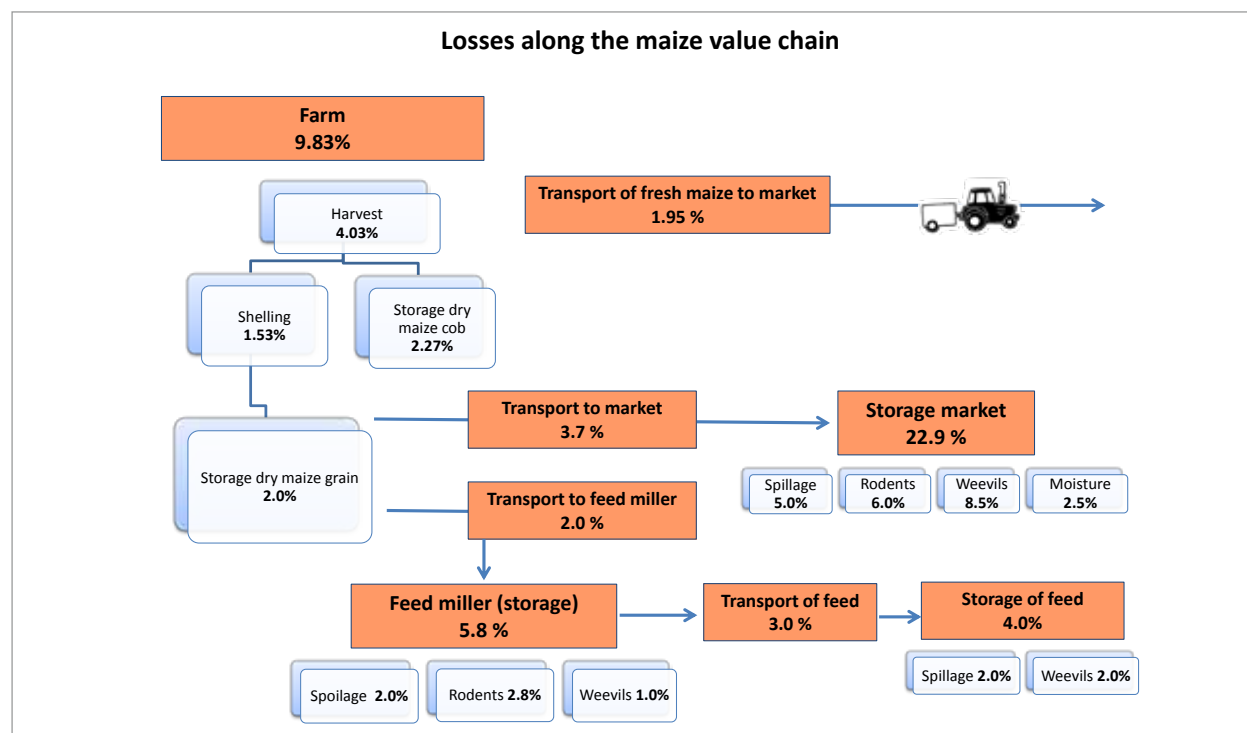 Losses along the maize value chain
Farm
9.83%
Harvest
4.03%
Transport of fresh maize to market
1.95 %
Shelling
1.53%
Storage dry
maize cob
2.27%
Storage dry maize grain
2.0%
Transport to market
3.7 %
Storage market
22.9 %
Spillage
5.0%
Rodents
6.0%
Weevils
8.5%
Moisture
2.5%
Transport to feed miller
2.0 %
Feed miller (storage)
5.8 %
Transport of feed
3.0 %
Storage of feed
4.0%
Spoilage 2.0%
Rodents 2.8%
Weevils 1.0%
Spillage 2.0%
Weevils 2.0%